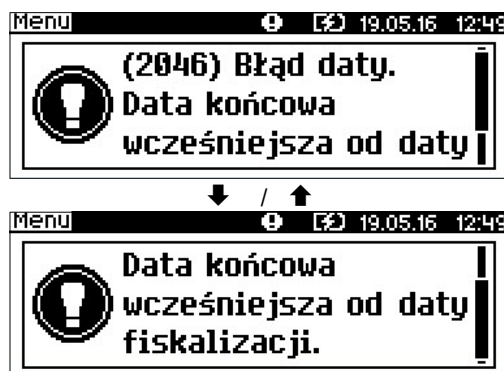 Menu 19.05.16 12:49
(2046) Błąd daty.
Data końcowa
wcześniejsza od daty
/
Menu 19.05.16 12:49
Data końcowa
wcześniejsza od daty
fiskalizacji.